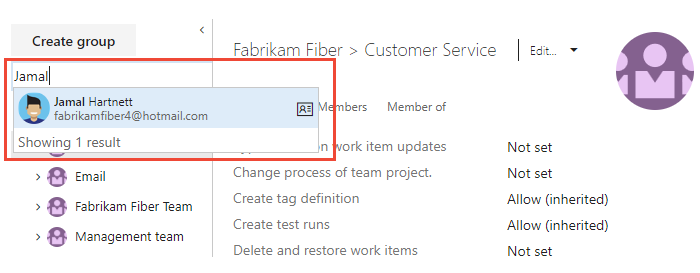 Create group
Jamal
Jamal Hartnett
fabrikamfiber4@hotmail.com
Showing 1 result
Email
Fabrikam Fiber Team
Management team
Fabrikam Fiber > Customer Service
Edit...
Members
Member of
on work item updates
Not set
Change process of team project.
Not set
Create tag definition
Allow (inherited)
Create test runs
Allow (inherited)
Delete and restore work items
Not set